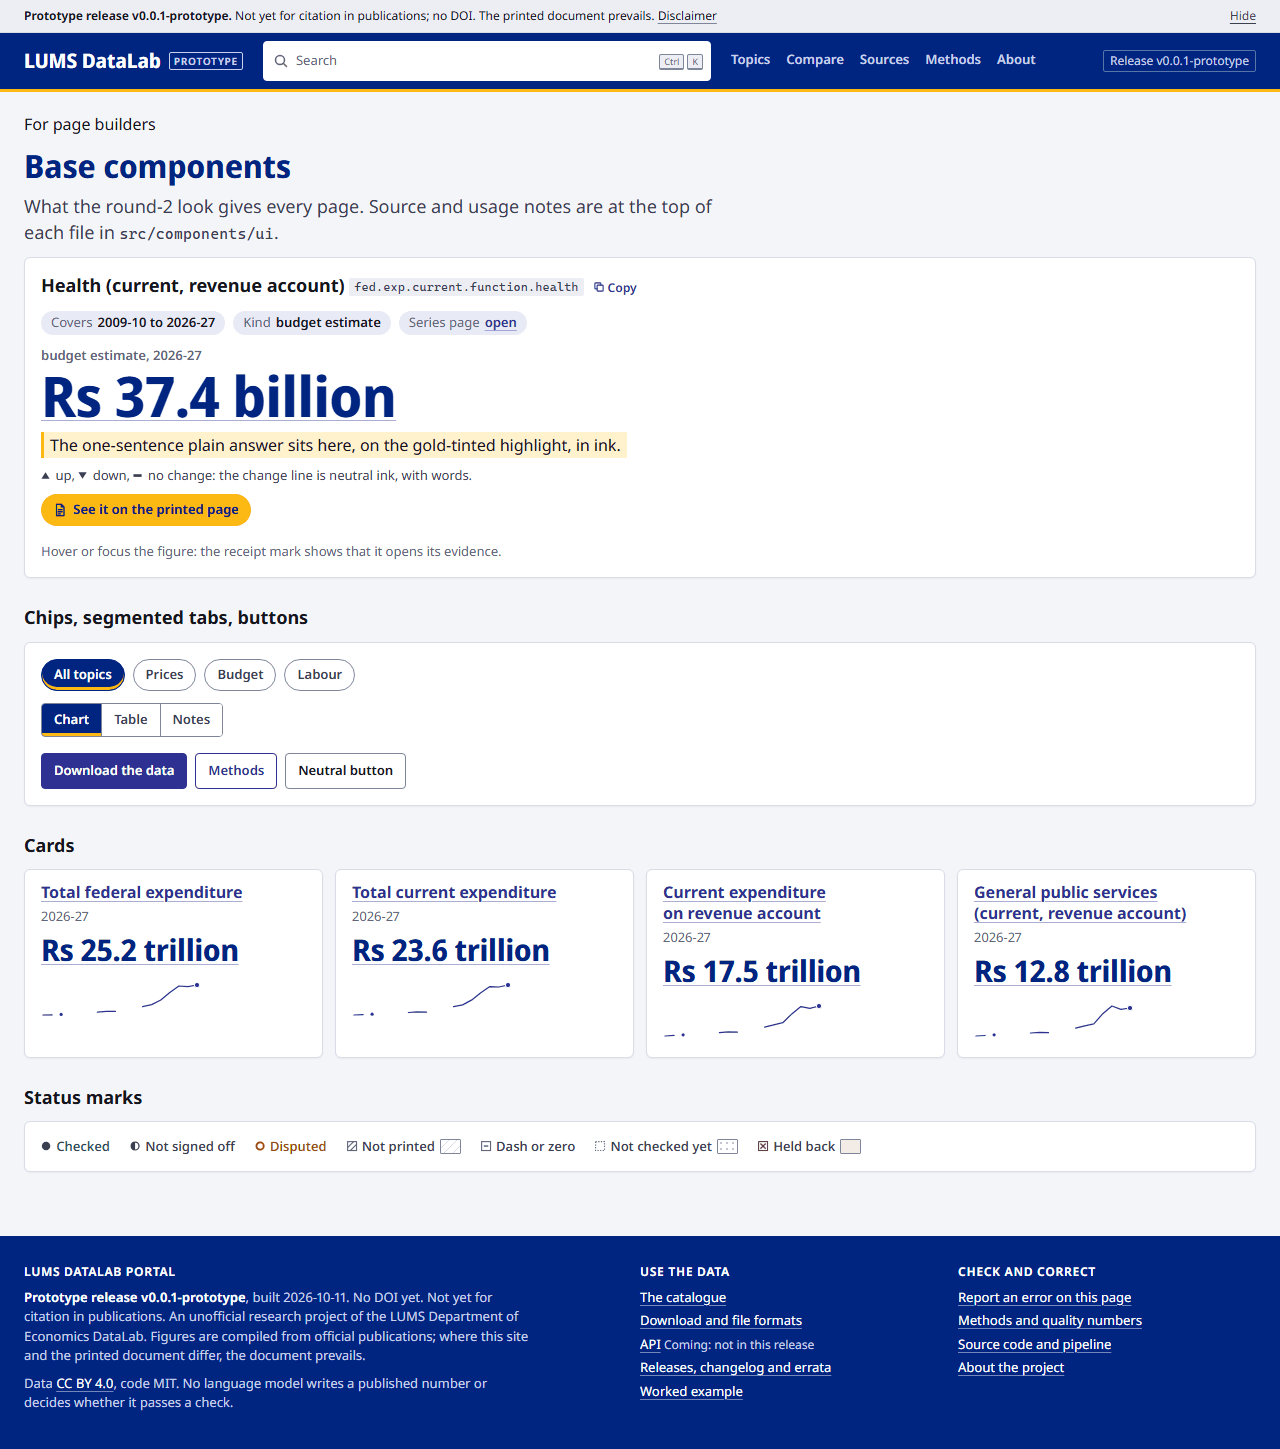 Prototype release v0.0.1-prototype. Not yet for citation in publications; no DOI. The printed document prevails. Disclaimer
Hide
LUMS DataLab PROTOTYPE
Search Ctrl K
Topics Compare Sources Methods About
Release v0.0.1-prototype
For page builders
Base components
What the round-2 look gives every page. Source and usage notes are at the top of
each file in src/components/ui.
Health (current, revenue account) fed.exp.current.function.health Copy
Covers 2009-10 to 2026-27 Kind budget estimate Series page open
budget estimate, 2026-27
Rs 37.4 billion
The one-sentence plain answer sits here, on the gold-tinted highlight, in ink.
▲ up, ▼ down, ━ no change: the change line is neutral ink, with words.
See it on the printed page
Hover or focus the figure: the receipt mark shows that it opens its evidence.
Chips, segmented tabs, buttons
All topics Prices Budget Labour
Chart Table Notes
Download the data Methods Neutral button
Cards
Total federal expenditure
2026-27
Rs 25.2 trillion
Total current expenditure
2026-27
Rs 23.6 trillion
Current expenditure
on revenue account
2026-27
Rs 17.5 trillion
General public services
(current, revenue account)
2026-27
Rs 12.8 trillion
Status marks
Checked Not signed off Disputed Not printed Dash or zero Not checked yet Held back
LUMS DATALAB PORTAL
Prototype release v0.0.1-prototype, built 2026-10-11. No DOI yet. Not yet for
citation in publications. An unofficial research project of the LUMS Department of
Economics DataLab. Figures are compiled from official publications; where this site
and the printed document differ, the document prevails.
Data CC BY 4.0, code MIT. No language model writes a published number or
decides whether it passes a check.
USE THE DATA
The catalogue
Download and file formats
API Coming: not in this release
Releases, changelog and errata
Worked example
CHECK AND CORRECT
Report an error on this page
Methods and quality numbers
Source code and pipeline
About the project